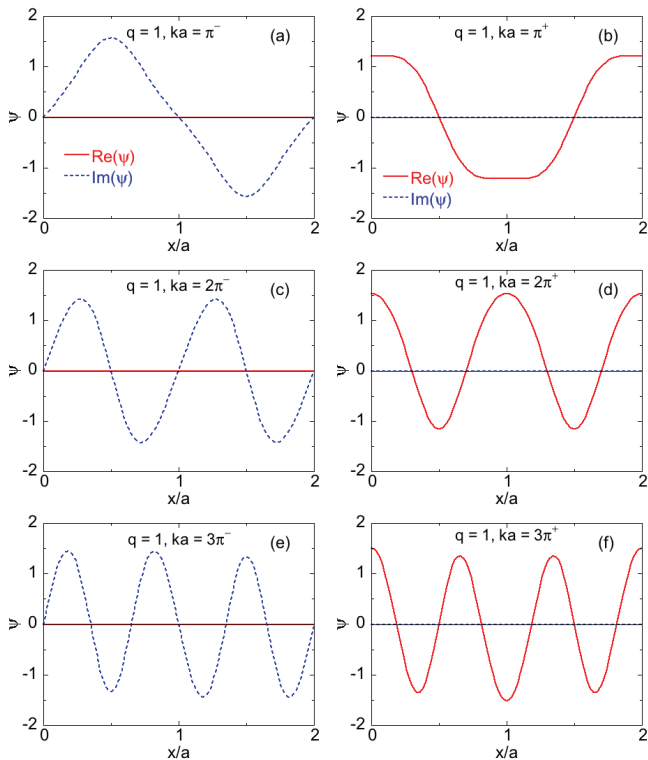 q = 1, ka = π⁻ (a)
2
1
0
-1
-2
ψ
Re(ψ)
Im(ψ)
0 1 2
x/a
q = 1, ka = π⁺ (b)
2
1
0
-1
-2
ψ
Re(ψ)
Im(ψ)
0 1 2
x/a
q = 1, ka = 2π⁻ (c)
2
1
0
-1
-2
ψ
0 1 2
x/a
q = 1, ka = 2π⁺ (d)
2
1
0
-1
-2
ψ
0 1 2
x/a
q = 1, ka = 3π⁻ (e)
2
1
0
-1
-2
ψ
0 1 2
x/a
q = 1, ka = 3π⁺ (f)
2
1
0
-1
-2
ψ
0 1 2
x/a